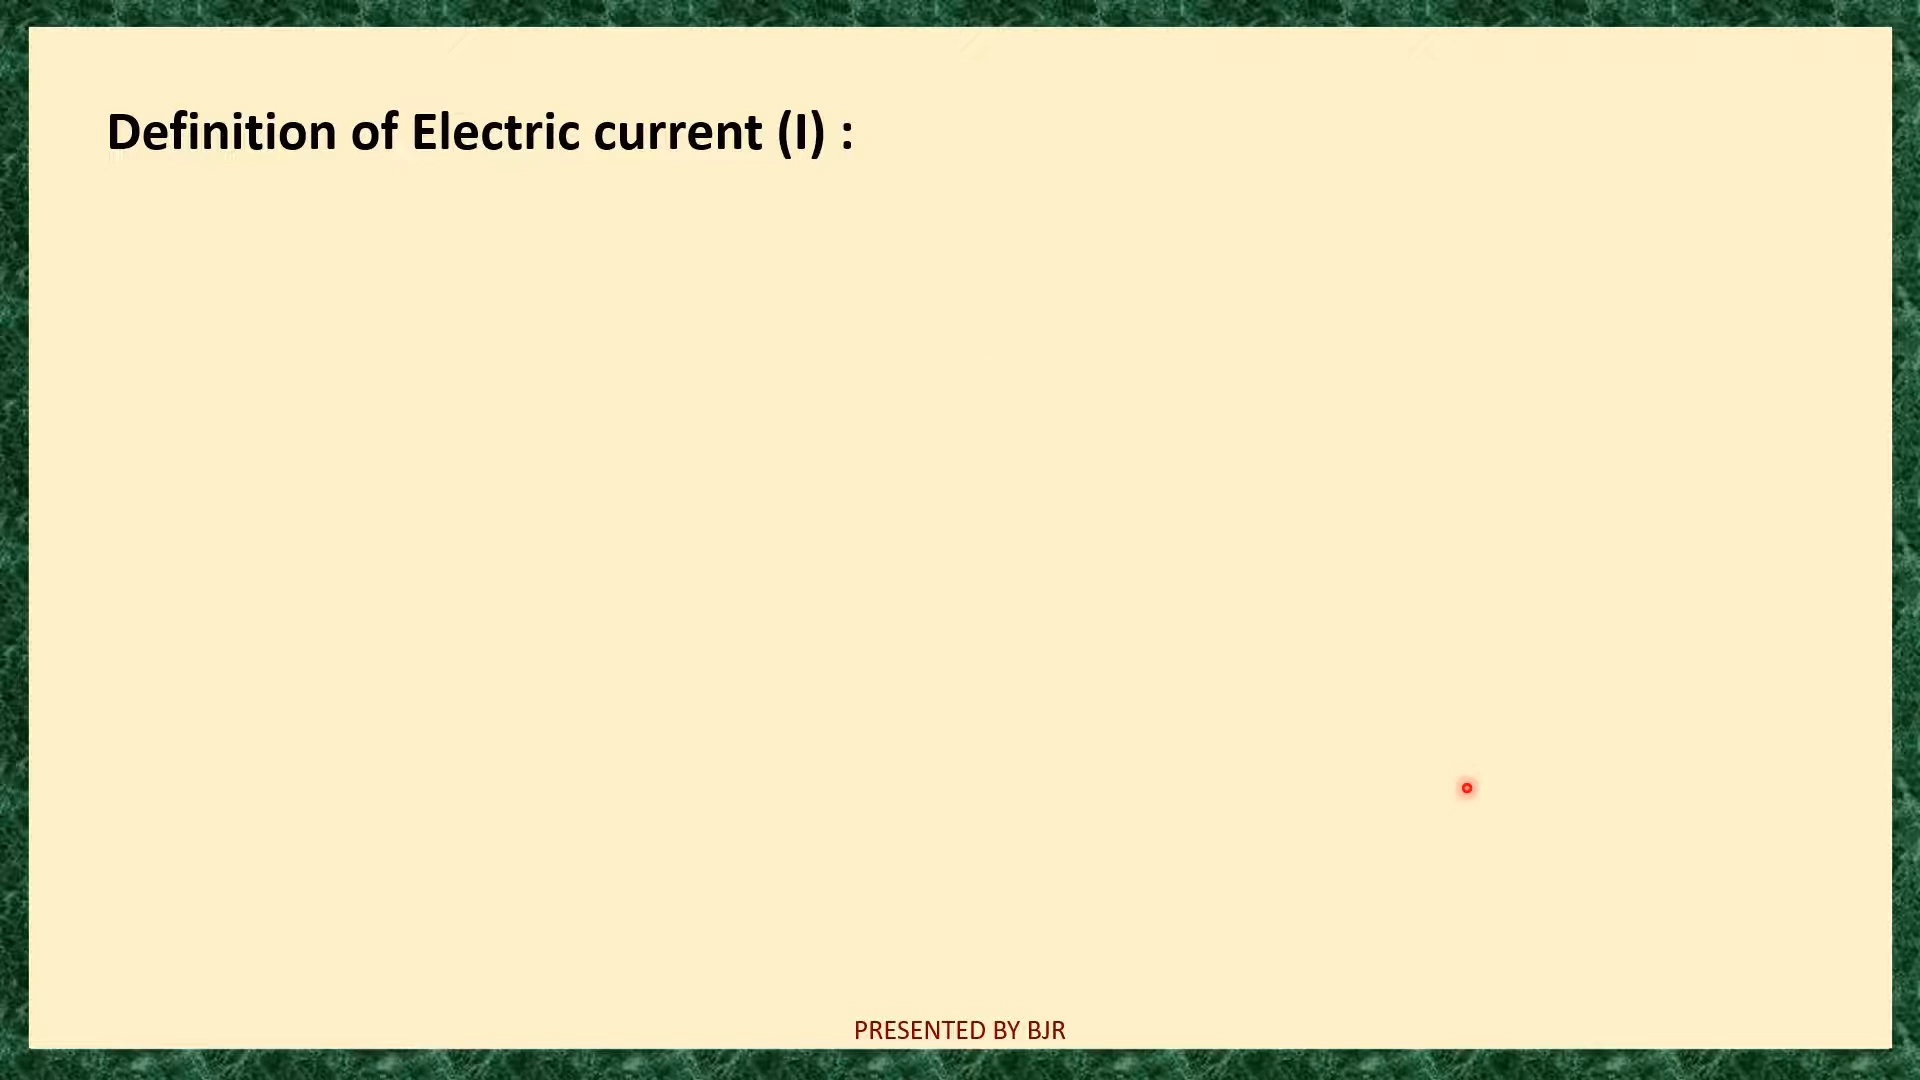 Definition of Electric current (I) :
PRESENTED BY BJR